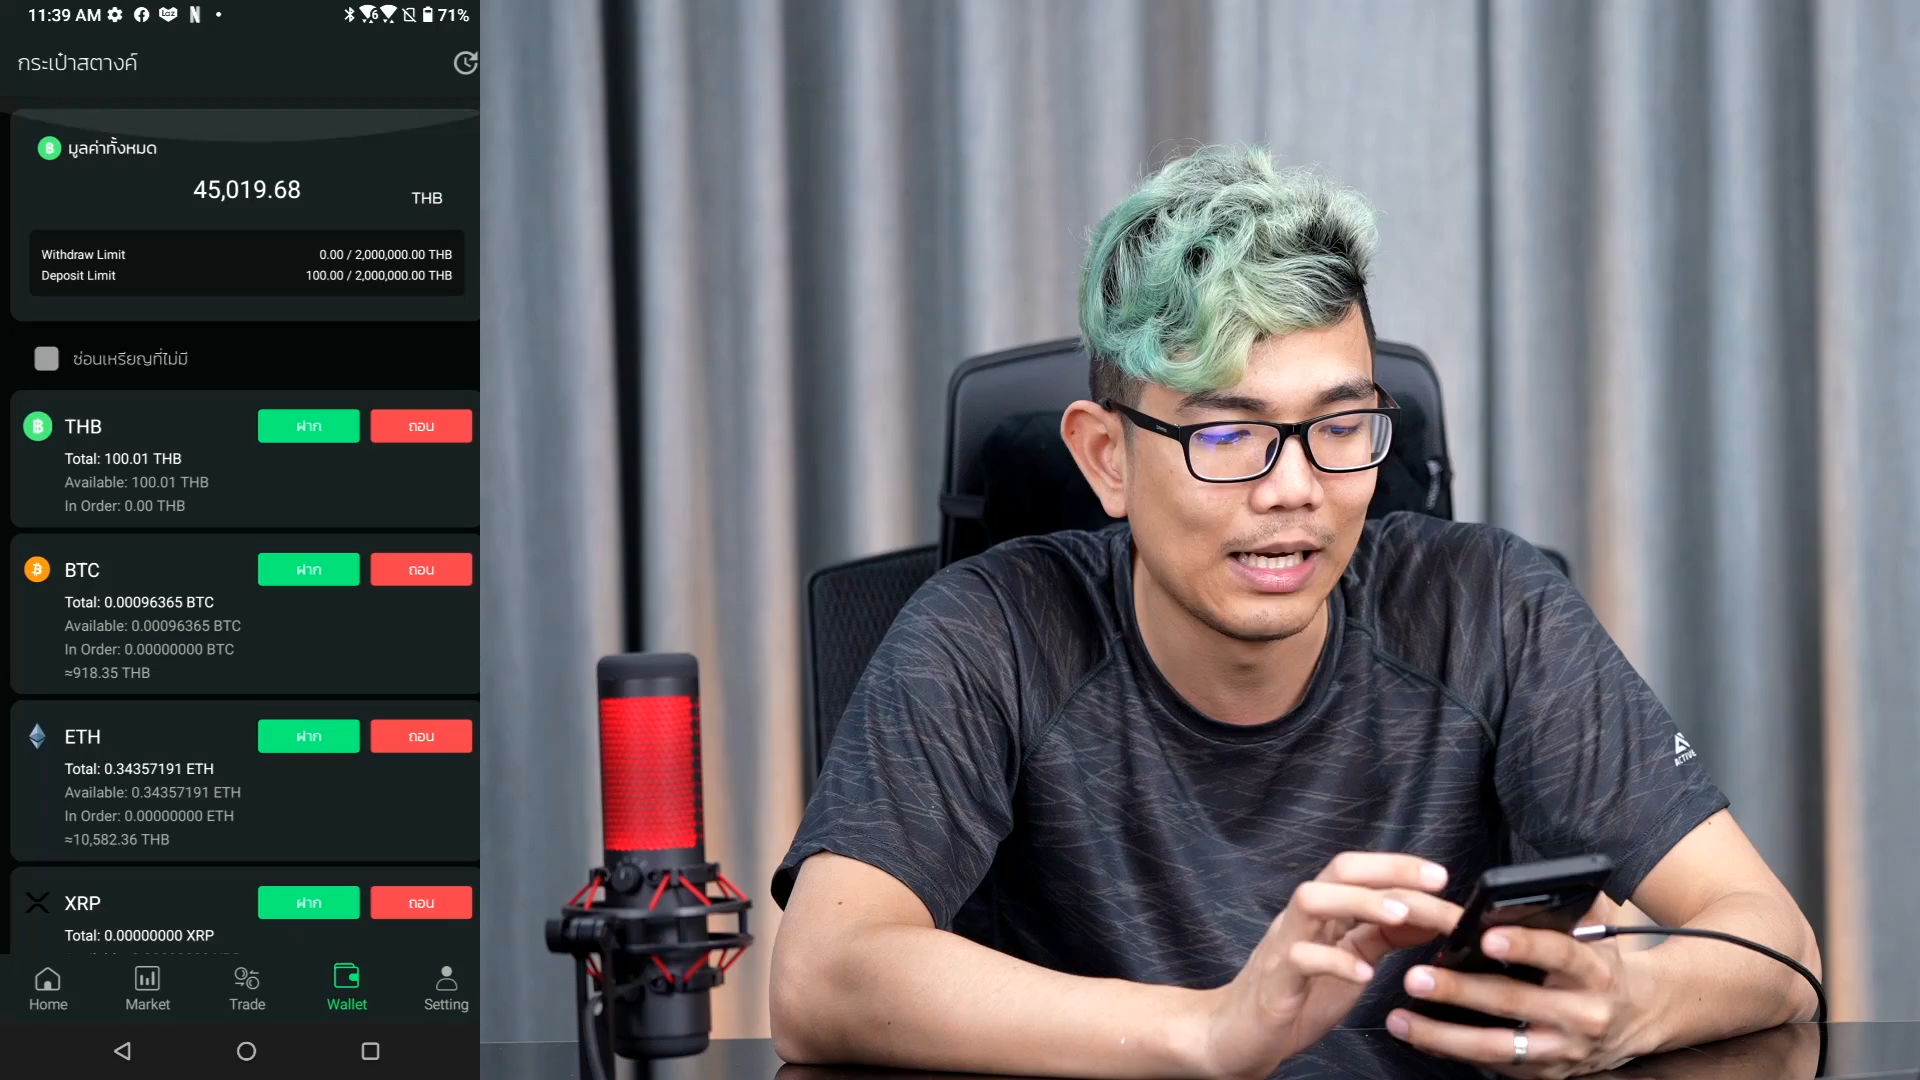 11:39 AM
71%
กระเป๋าสตางค์
มูลค่าทั้งหมด
45,019.68
THB
Withdraw Limit 0.00 / 2,000,000.00 THB
Deposit Limit 100.00 / 2,000,000.00 THB
ซ่อนเหรียญที่ไม่มี
THB ฝาก ถอน
Total: 100.01 THB
Available: 100.01 THB
In Order: 0.00 THB
BTC ฝาก ถอน
Total: 0.00096365 BTC
Available: 0.00096365 BTC
In Order: 0.00000000 BTC
≈918.35 THB
ETH ฝาก ถอน
Total: 0.34357191 ETH
Available: 0.34357191 ETH
In Order: 0.00000000 ETH
≈10,582.36 THB
XRP ฝาก ถอน
Total: 0.00000000 XRP
Home Market Trade Wallet Setting
ACTIVE